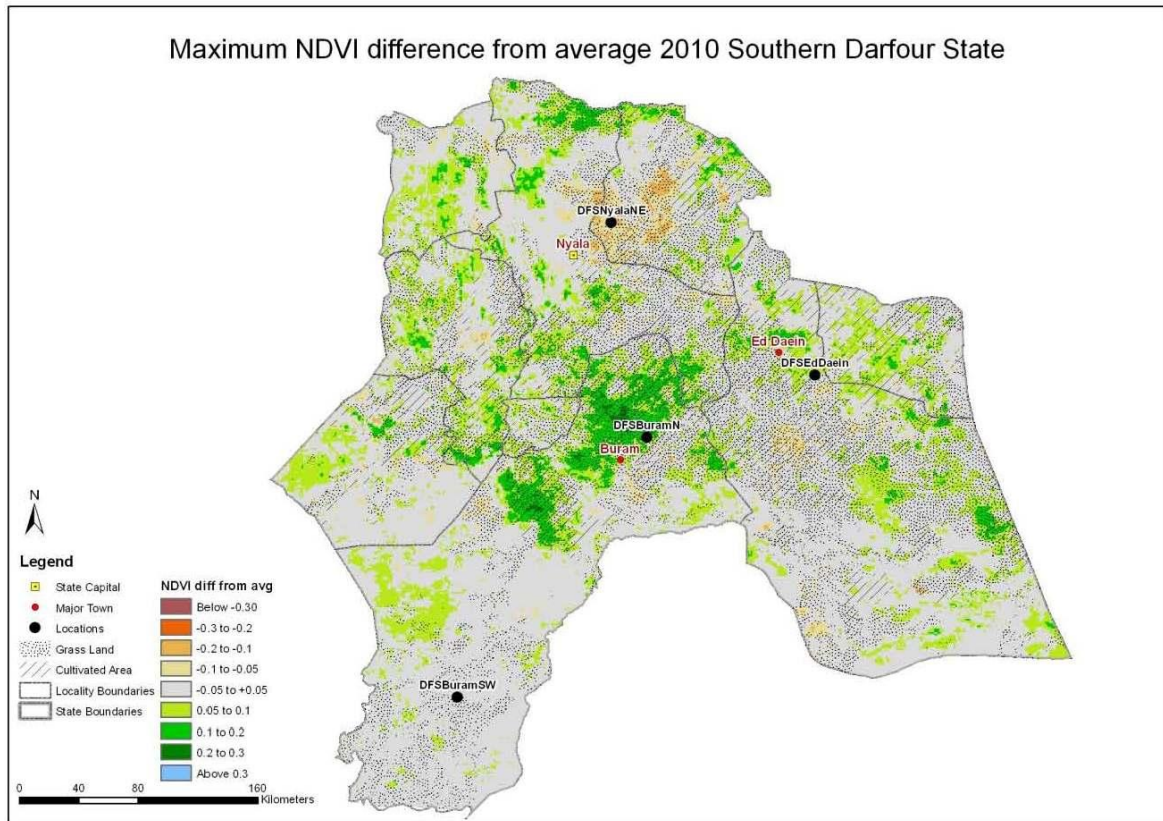 Maximum NDVI difference from average 2010 Southern Darfour State
DFSNyalaNE
Nyala
Ed Daein
DFSEdDaein
DFSBuramN
Buram
DFSBuramSW
N
Legend
State Capital
Major Town
Locations
Grass Land
Cultivated Area
Locality Boundaries
State Boundaries
NDVI diff from avg
Below -0.30
-0.3 to -0.2
-0.2 to -0.1
-0.1 to -0.05
-0.05 to +0.05
0.05 to 0.1
0.1 to 0.2
0.2 to 0.3
Above 0.3
0 40 80 160
Kilometers